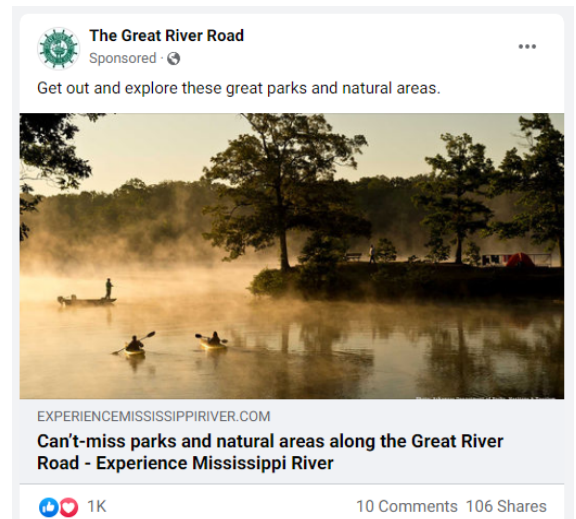 The Great River Road
Sponsored ·
Get out and explore these great parks and natural areas.
EXPERIENCEMISSISSIPPIRIVER.COM
Can't-miss parks and natural areas along the Great River
Road - Experience Mississippi River
1K
10 Comments 106 Shares